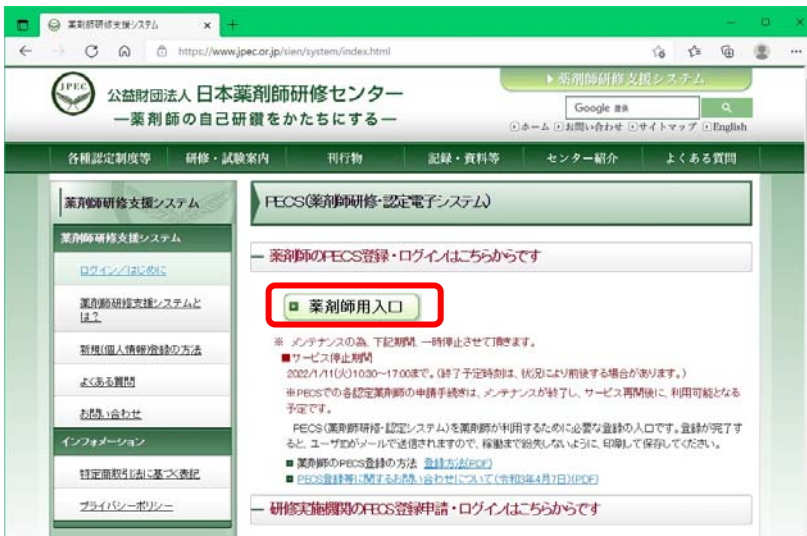 薬剤師研修支援システム
https://www.jpec.or.jp/sien/system/index.html
JPEC
公益財団法人 日本薬剤師研修センター
―薬剤師の自己研鑽をかたちにする―
薬剤師研修支援システム
Google 提供
ホーム お問い合わせ サイトマップ English
各種認定制度等 研修・試験案内 刊行物 記録・資料等 センター紹介 よくある質問
薬剤師研修支援システム
薬剤師研修支援システム
ログイン/はじめに
薬剤師研修支援システムと
は?
新規(個人情報)登録の方法
よくある質問
お問い合わせ
インフォメーション
特定商取引法に基づく表記
プライバシーポリシー
PECS(薬剤師研修・認定電子システム)
薬剤師のPECS登録・ログインはこちらからです
薬剤師用入口
※ メンテナンスの為、下記期間、一時停止させて頂きます。
■サービス停止期間
2022/1/11(火)10:30~17:00まで。(終了予定時刻は、状況により前後する場合があります。)
※PECSでの各認定薬剤師の申請手続きは、メンテナンスが終了し、サービス再開後に、利用可能となる
予定です。
PECS(薬剤師研修・認定システム)を薬剤師が利用するために必要な登録の入口です。登録が完了す
ると、ユーザIDがメールで送信されますので、稼働まで紛失しないように、印刷して保存してください。
■ 薬剤師のPECS登録の方法 登録方法(PDF)
■ PECS登録等に関するお問い合わせについて(令和3年4月7日)(PDF)
研修実施機関のPECS登録申請・ログインはこちらからです